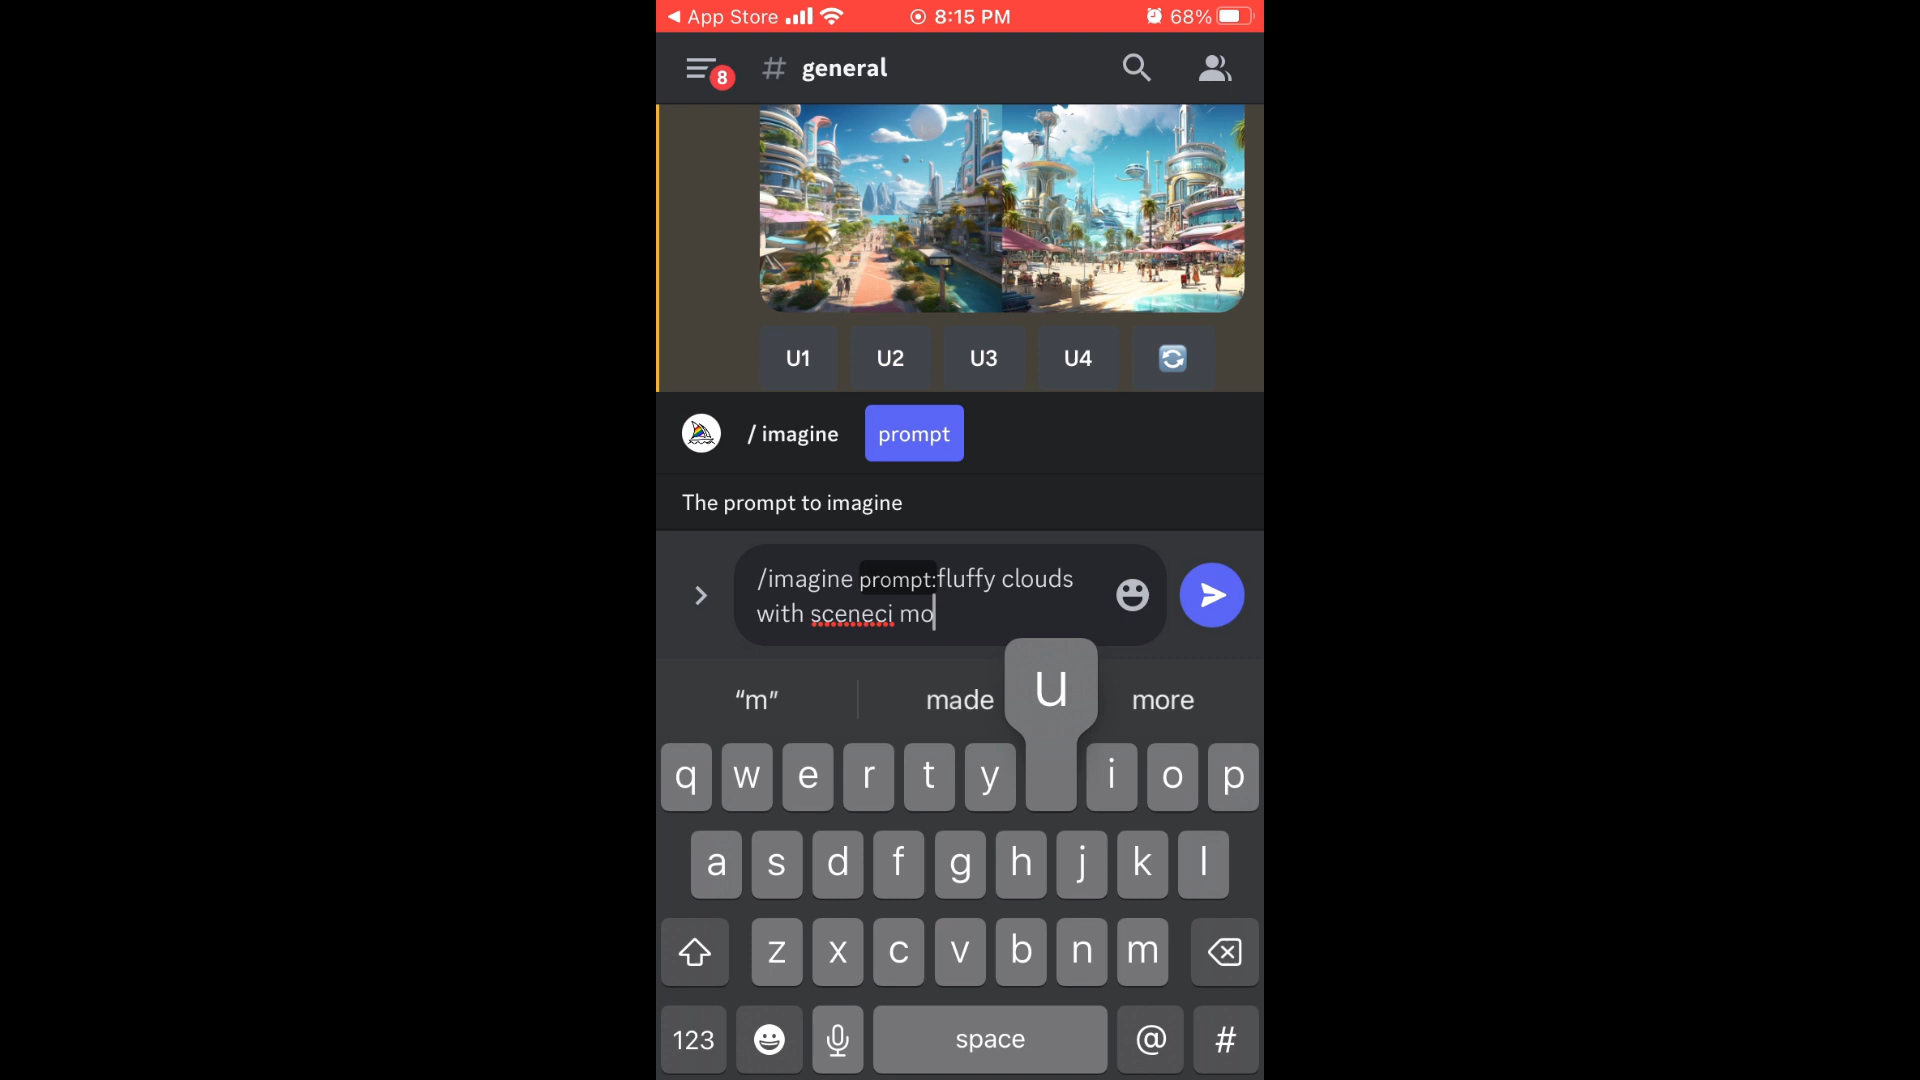 ◀ App Store 8:15 PM 68%
8 # general
U1 U2 U3 U4
/ imagine prompt
The prompt to imagine
/imagine prompt:fluffy clouds
with sceneci mo
“m” made more
u
q w e r t y i o p
a s d f g h j k l
z x c v b n m
123 space @ #